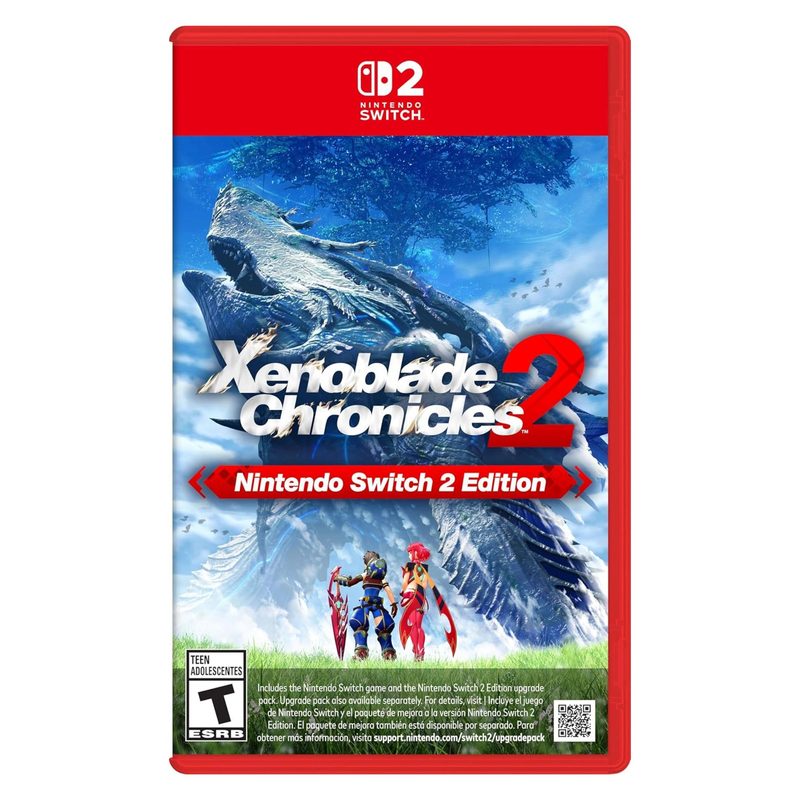 2
NINTENDO
SWITCH™
Xenoblade
Chronicles 2™
Nintendo Switch 2 Edition
TEEN
ADOLESCENTES
T
ESRB
Includes the Nintendo Switch game and the Nintendo Switch 2 Edition upgrade
pack. Upgrade pack also available separately. For details, visit | Incluye el juego
de Nintendo Switch y el paquete de mejora a la versión Nintendo Switch 2
Edition. El paquete de mejora también está disponible por separado. Para
obtener más información, visita support.nintendo.com/switch2/upgradepack